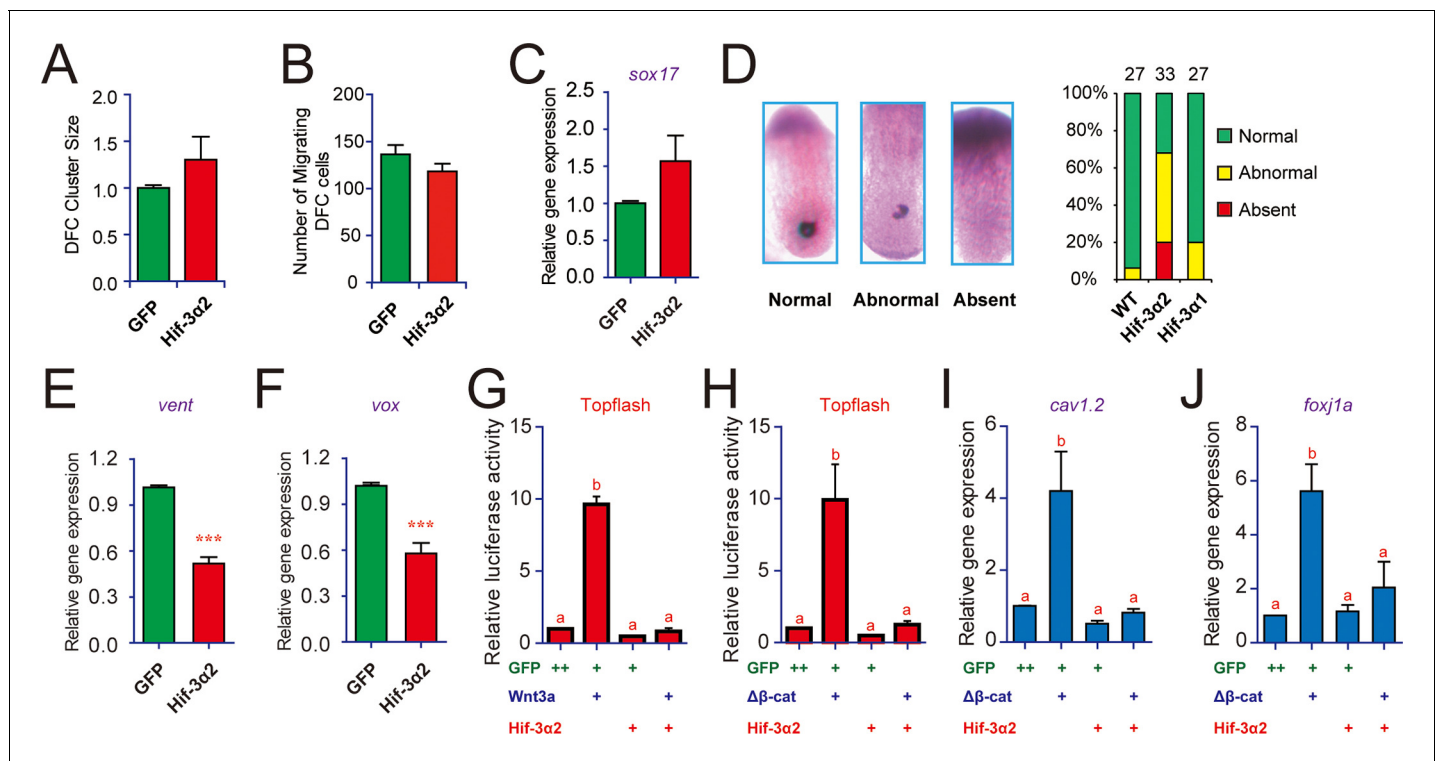 A
DFC Cluster Size
2.0
1.5
1.0
0.5
0.0
GFP
Hif-3α2
B
Number of Migrating
DFC cells
200
150
100
50
0
GFP
Hif-3α2
C
sox17
Relative gene expression
2.5
2.0
1.5
1.0
0.5
0.0
GFP
Hif-3α2
D
Normal
Abnormal
Absent
27 33 27
100%
80%
60%
40%
20%
0%
WT
Hif-3α2
Hif-3α1
Normal
Abnormal
Absent
E
vent
Relative gene expression
1.2
0.9
0.6
0.3
0.0
***
GFP
Hif-3α2
F
vox
Relative gene expression
1.2
0.9
0.6
0.3
0.0
***
GFP
Hif-3α2
G
Topflash
Relative luciferase activity
15
10
5
0
a b a a
GFP ++ + +
Wnt3a + +
Hif-3α2 + +
H
Topflash
Relative luciferase activity
15
10
5
0
a b a a
GFP ++ + +
Δβ-cat + +
Hif-3α2 + +
I
cav1.2
Relative gene expression
6
4
2
0
a b a a
GFP ++ + +
Δβ-cat + +
Hif-3α2 + +
J
foxj1a
Relative gene expression
8
6
4
2
0
a b a a
GFP ++ + +
Δβ-cat + +
Hif-3α2 + +